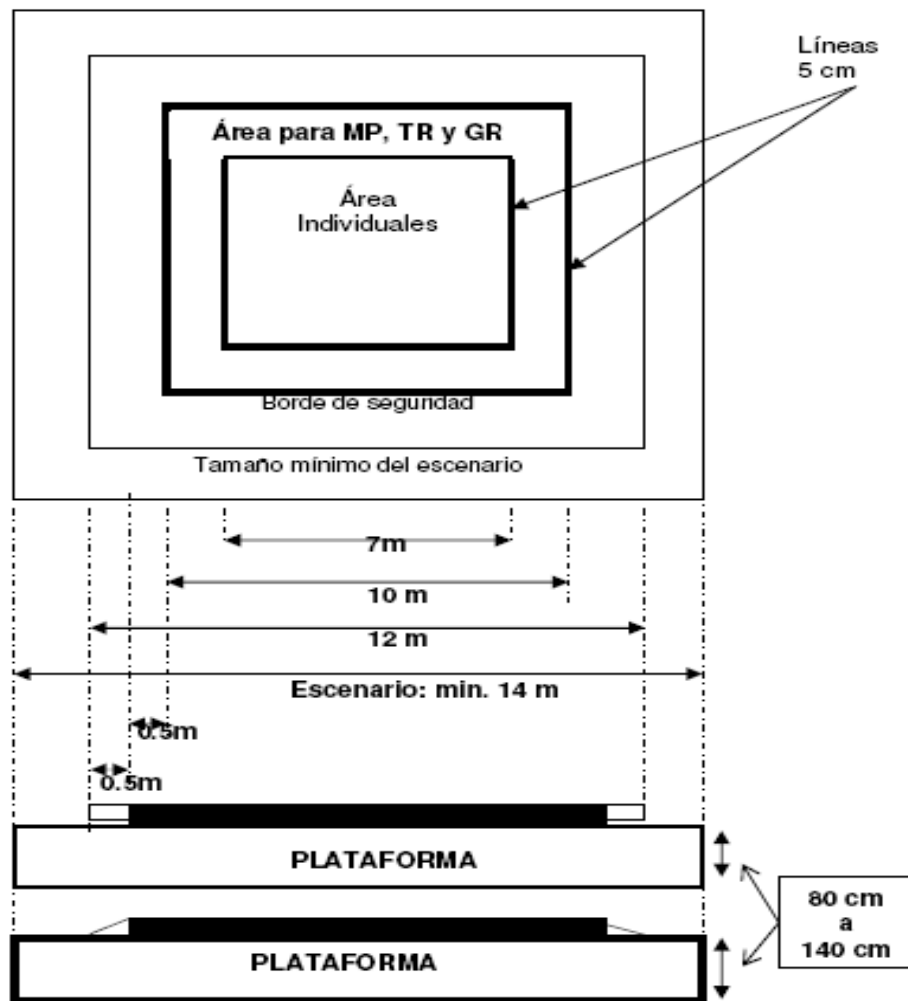 Líneas
5 cm
Área para MP, TR y GR
Área
Individuales
Borde de seguridad
Tamaño mínimo del escenario
7m
10 m
12 m
Escenario: min. 14 m
0.5m
0.5m
PLATAFORMA
80 cm
a
140 cm
PLATAFORMA